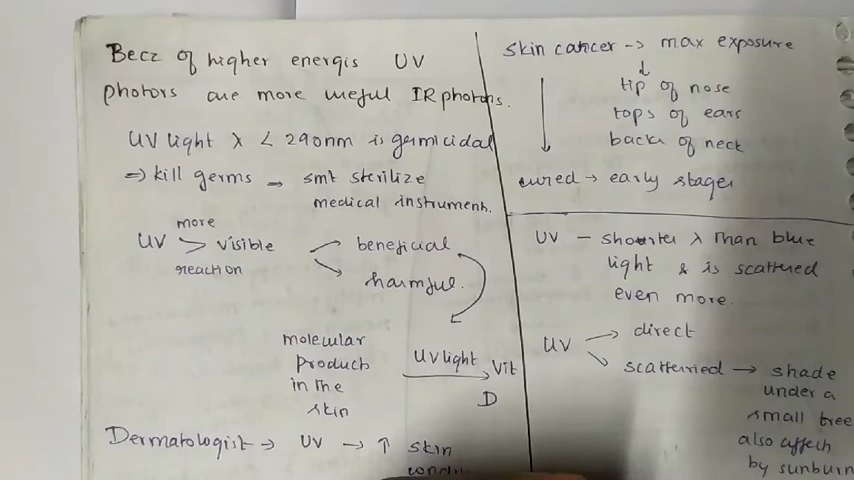 Becz of higher energis UV
photons are more useful IR photons.
UV light λ < 290nm is germicidal
⇒ kill germs → smt sterilize
medical instrument.
more
UV > visible
reaction
beneficial
harmful.
molecular
product
in the
skin
UV light
Vit
D
Dermatologist → UV → ↑ skin
skin cancer → max exposure
↓
tip of nose
tops of ears
back of neck
cured → early stages
UV – shorter λ than blue
light & is scattered
even more.
UV → direct
scatterried → shade
under a
small tree
also affech
by sunburn